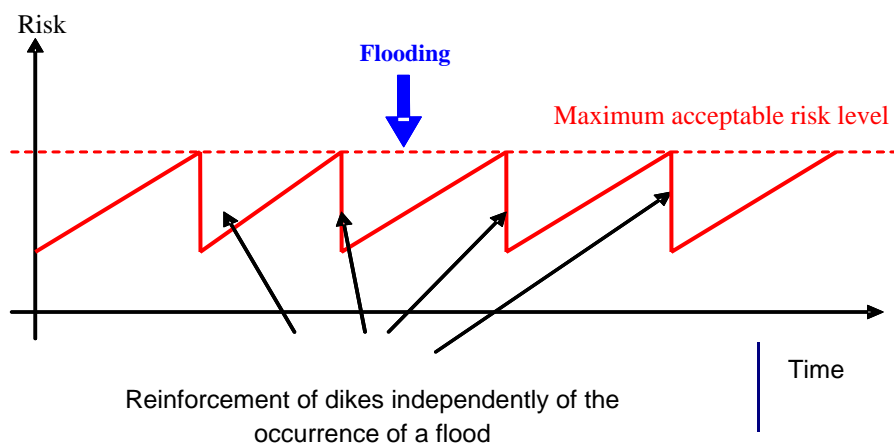 Risk
Flooding
Maximum acceptable risk level
Time
Reinforcement of dikes independently of the
occurrence of a flood